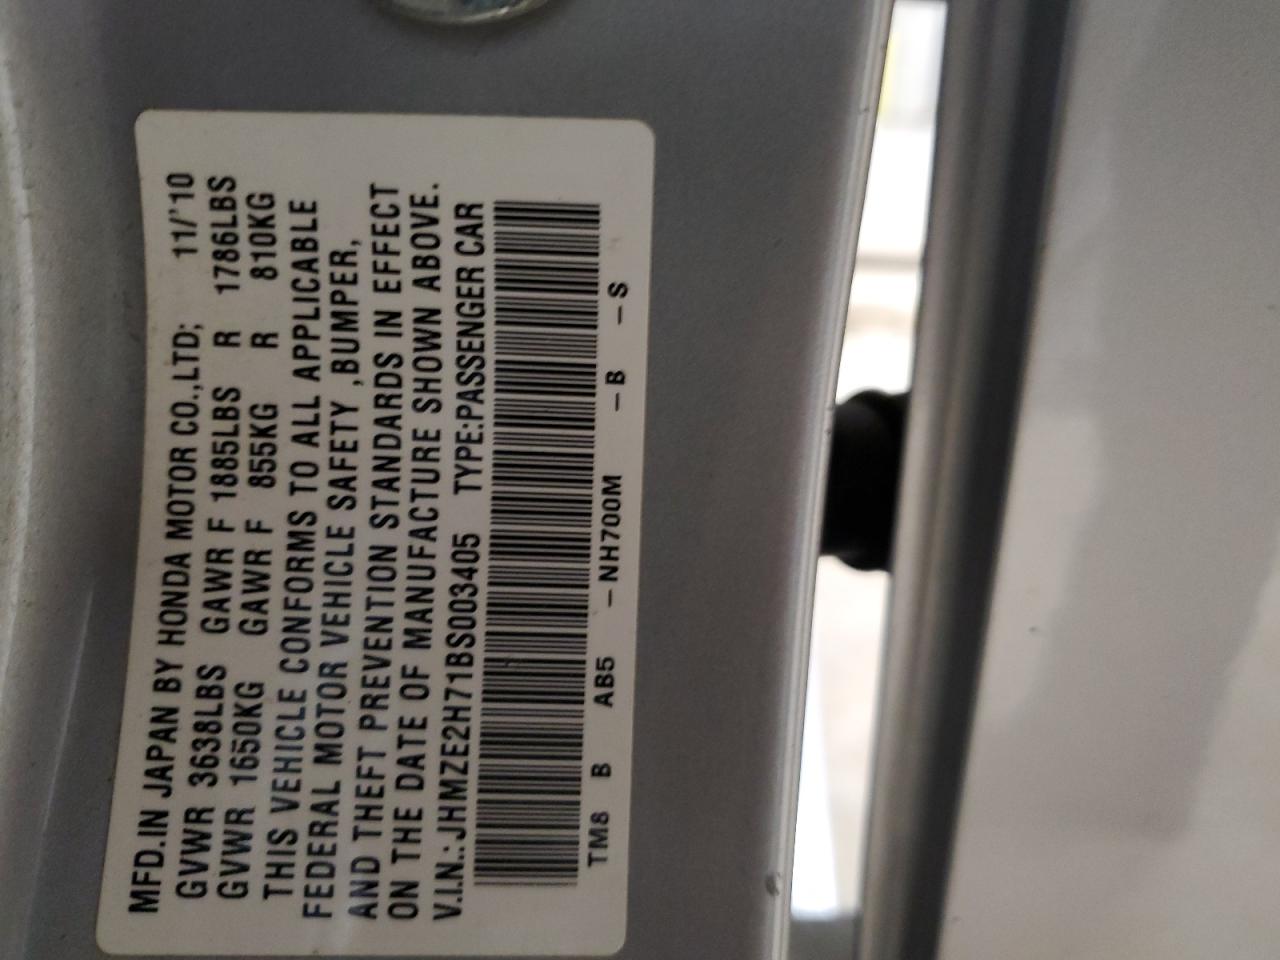 MFD.IN JAPAN BY HONDA MOTOR CO.,LTD; 11/'10
GVWR 3638LBS GAWR F 1885LBS R 1786LBS
GVWR 1650KG GAWR F 855KG R 810KG
THIS VEHICLE CONFORMS TO ALL APPLICABLE
FEDERAL MOTOR VEHICLE SAFETY ,BUMPER,
AND THEFT PREVENTION STANDARDS IN EFFECT
ON THE DATE OF MANUFACTURE SHOWN ABOVE.
V.I.N.:JHMZE2H71BS003405 TYPE:PASSENGER CAR
TM8 B AB5 -NH700M -B -S